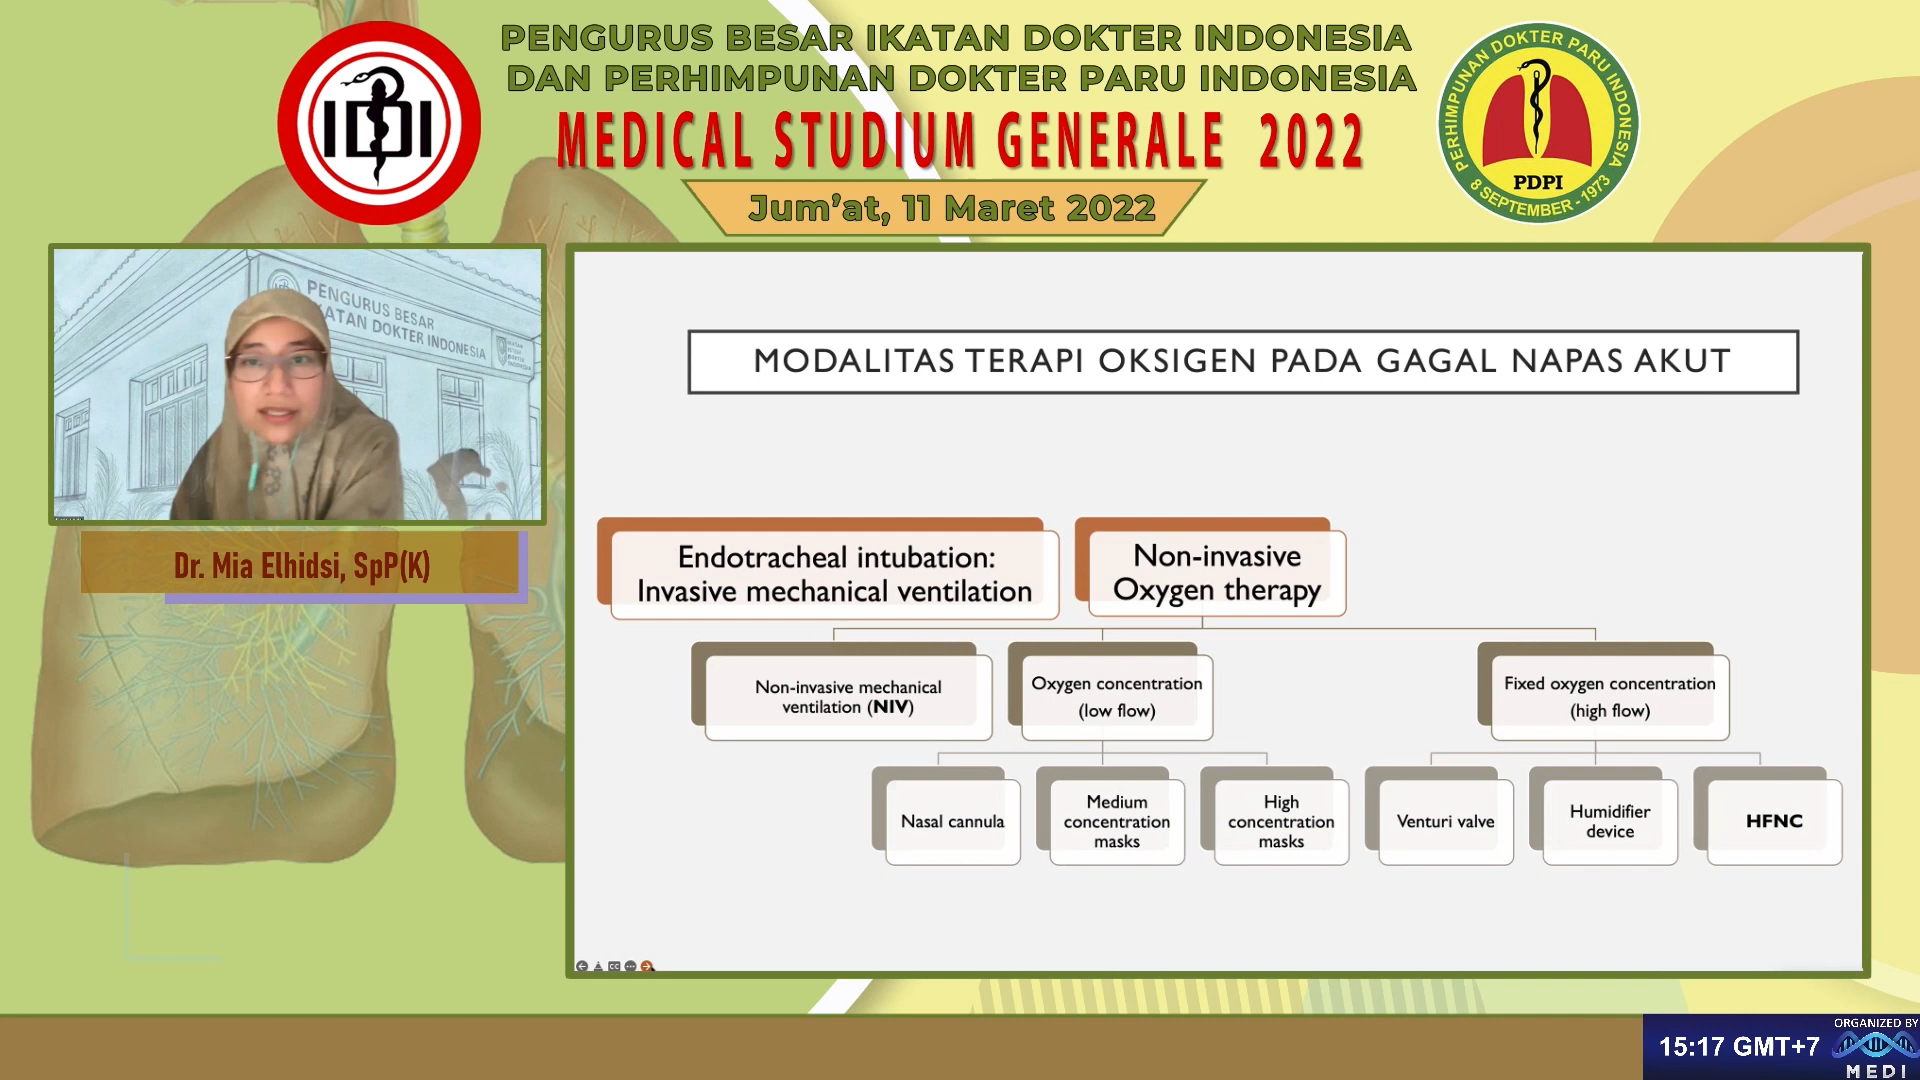 PENGURUS BESAR IKATAN DOKTER INDONESIA
DAN PERHIMPUNAN DOKTER PARU INDONESIA
MEDICAL STUDIUM GENERALE 2022
Jum'at, 11 Maret 2022
IDI
PERHIMPUNAN DOKTER PARU INDONESIA
PDPI
8 SEPTEMBER - 1973
PENGURUS BESAR
IKATAN DOKTER INDONESIA
Dr. Mia Elhidsi, SpP(K)
MODALITAS TERAPI OKSIGEN PADA GAGAL NAPAS AKUT
Endotracheal intubation:
Invasive mechanical ventilation
Non-invasive
Oxygen therapy
Non-invasive mechanical
ventilation (NIV)
Oxygen concentration
(low flow)
Fixed oxygen concentration
(high flow)
Nasal cannula
Medium
concentration
masks
High
concentration
masks
Venturi valve
Humidifier
device
HFNC
15:17 GMT+7
ORGANIZED BY
MEDI